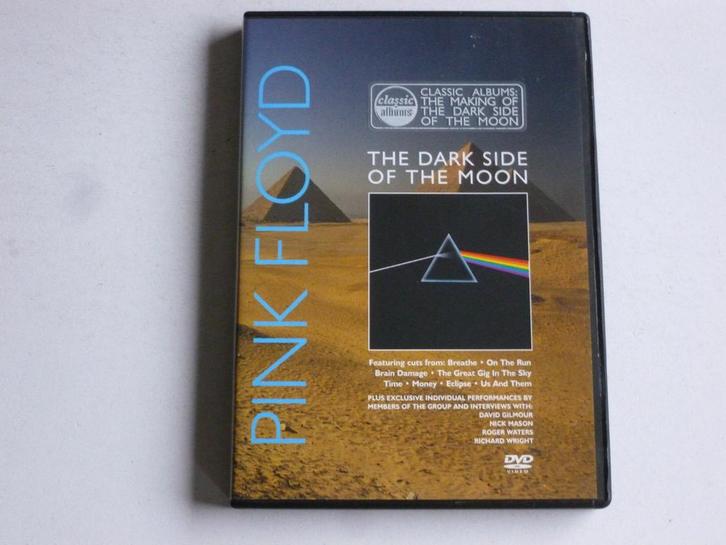 PINK FLOYD
classic
albums
CLASSIC ALBUMS:
THE MAKING OF
THE DARK SIDE
OF THE MOON
THE DARK SIDE
OF THE MOON
Featuring cuts from: Breathe • On The Run
Brain Damage • The Great Gig In The Sky
Time • Money • Eclipse • Us And Them
PLUS EXCLUSIVE INDIVIDUAL PERFORMANCES BY
MEMBERS OF THE GROUP AND INTERVIEWS WITH:
DAVID GILMOUR
NICK MASON
ROGER WATERS
RICHARD WRIGHT
DVD
VIDEO